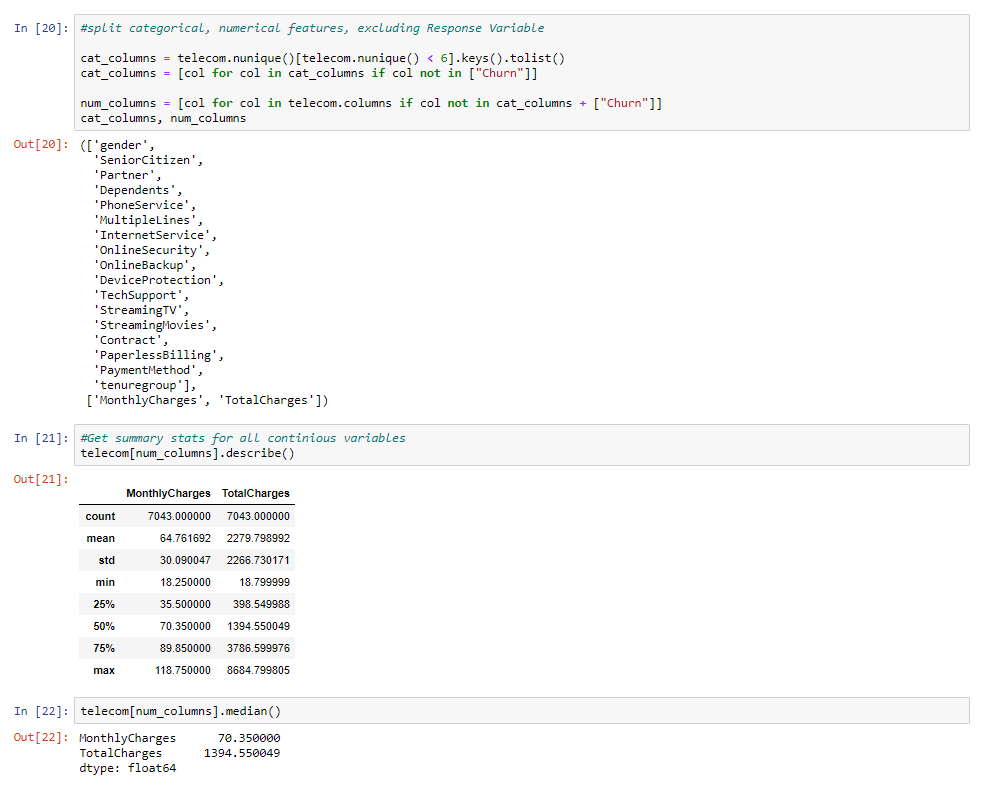 In [20]: #split categorical, numerical features, excluding Response Variable
cat_columns = telecom.nunique()[telecom.nunique() < 6].keys().tolist()
cat_columns = [col for col in cat_columns if col not in ["Churn"]]
num_columns = [col for col in telecom.columns if col not in cat_columns + ["Churn"]]
cat_columns, num_columns
Out[20]: (['gender',
'SeniorCitizen',
'Partner',
'Dependents',
'PhoneService',
'MultipleLines',
'InternetService',
'OnlineSecurity',
'OnlineBackup',
'DeviceProtection',
'TechSupport',
'StreamingTV',
'StreamingMovies',
'Contract',
'PaperlessBilling',
'PaymentMethod',
'tenuregroup'],
['MonthlyCharges', 'TotalCharges'])
In [21]: #Get summary stats for all continious variables
telecom[num_columns].describe()
Out[21]:
MonthlyCharges TotalCharges
count 7043.000000 7043.000000
mean 64.761692 2279.798992
std 30.090047 2266.730171
min 18.250000 18.799999
25% 35.500000 398.549988
50% 70.350000 1394.550049
75% 89.850000 3786.599976
max 118.750000 8684.799805
In [22]: telecom[num_columns].median()
Out[22]: MonthlyCharges 70.350000
TotalCharges 1394.550049
dtype: float64